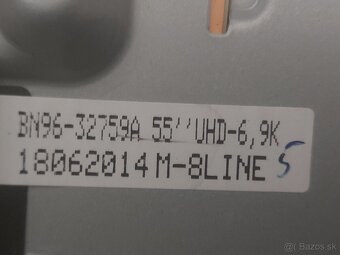 BN96-32759A 55''UHD-6,9K
18062014 M-8LINE 5
© Bazos.sk